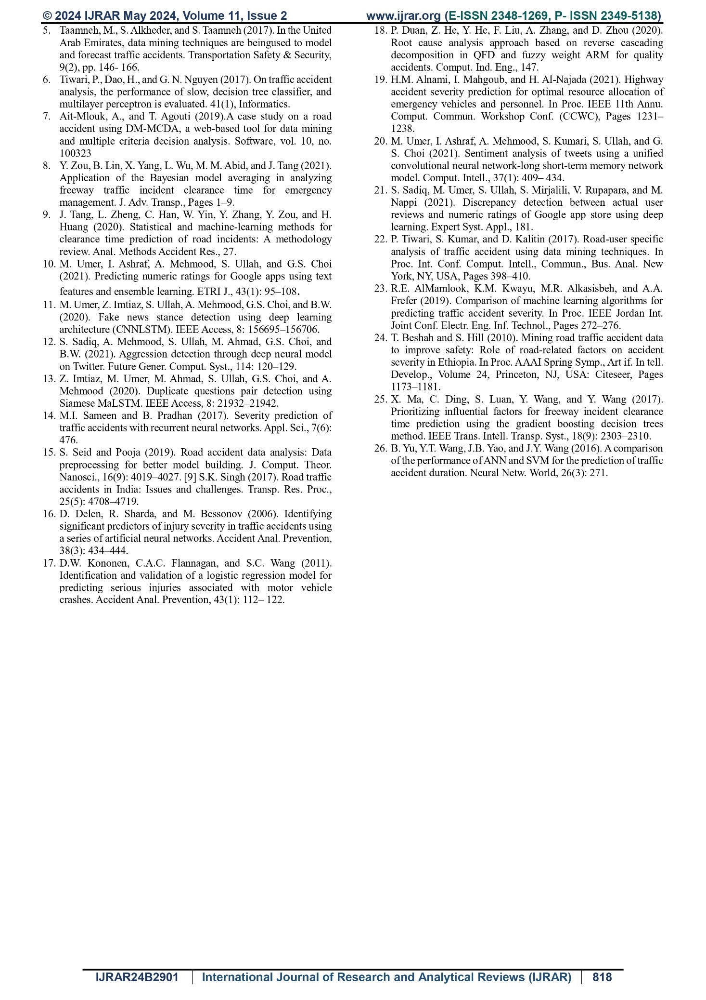 © 2024 IJRAR May 2024, Volume 11, Issue 2 www.ijrar.org (E-ISSN 2348-1269, P- ISSN 2349-5138)
5. Taamneh, M., S. Alkheder, and S. Taamneh (2017). In the United
Arab Emirates, data mining techniques are beingused to model
and forecast traffic accidents. Transportation Safety & Security,
9(2), pp. 146- 166.
6. Tiwari, P., Dao, H., and G. N. Nguyen (2017). On traffic accident
analysis, the performance of slow, decision tree classifier, and
multilayer perceptron is evaluated. 41(1), Informatics.
7. Ait-Mlouk, A., and T. Agouti (2019).A case study on a road
accident using DM-MCDA, a web-based tool for data mining
and multiple criteria decision analysis. Software, vol. 10, no.
100323
8. Y. Zou, B. Lin, X. Yang, L. Wu, M. M. Abid, and J. Tang (2021).
Application of the Bayesian model averaging in analyzing
freeway traffic incident clearance time for emergency
management. J. Adv. Transp., Pages 1–9.
9. J. Tang, L. Zheng, C. Han, W. Yin, Y. Zhang, Y. Zou, and H.
Huang (2020). Statistical and machine-learning methods for
clearance time prediction of road incidents: A methodology
review. Anal. Methods Accident Res., 27.
10. M. Umer, I. Ashraf, A. Mehmood, S. Ullah, and G.S. Choi
(2021). Predicting numeric ratings for Google apps using text
features and ensemble learning. ETRI J., 43(1): 95–108.
11. M. Umer, Z. Imtiaz, S. Ullah, A. Mehmood, G.S. Choi, and B.W.
(2020). Fake news stance detection using deep learning
architecture (CNNLSTM). IEEE Access, 8: 156695–156706.
12. S. Sadiq, A. Mehmood, S. Ullah, M. Ahmad, G.S. Choi, and
B.W. (2021). Aggression detection through deep neural model
on Twitter. Future Gener. Comput. Syst., 114: 120–129.
13. Z. Imtiaz, M. Umer, M. Ahmad, S. Ullah, G.S. Choi, and A.
Mehmood (2020). Duplicate questions pair detection using
Siamese MaLSTM. IEEE Access, 8: 21932–21942.
14. M.I. Sameen and B. Pradhan (2017). Severity prediction of
traffic accidents with recurrent neural networks. Appl. Sci., 7(6):
476.
15. S. Seid and Pooja (2019). Road accident data analysis: Data
preprocessing for better model building. J. Comput. Theor.
Nanosci., 16(9): 4019–4027. [9] S.K. Singh (2017). Road traffic
accidents in India: Issues and challenges. Transp. Res. Proc.,
25(5): 4708–4719.
16. D. Delen, R. Sharda, and M. Bessonov (2006). Identifying
significant predictors of injury severity in traffic accidents using
a series of artificial neural networks. Accident Anal. Prevention,
38(3): 434–444.
17. D.W. Kononen, C.A.C. Flannagan, and S.C. Wang (2011).
Identification and validation of a logistic regression model for
predicting serious injuries associated with motor vehicle
crashes. Accident Anal. Prevention, 43(1): 112– 122.
18. P. Duan, Z. He, Y. He, F. Liu, A. Zhang, and D. Zhou (2020).
Root cause analysis approach based on reverse cascading
decomposition in QFD and fuzzy weight ARM for quality
accidents. Comput. Ind. Eng., 147.
19. H.M. Alnami, I. Mahgoub, and H. Al-Najada (2021). Highway
accident severity prediction for optimal resource allocation of
emergency vehicles and personnel. In Proc. IEEE 11th Annu.
Comput. Commun. Workshop Conf. (CCWC), Pages 1231–
1238.
20. M. Umer, I. Ashraf, A. Mehmood, S. Kumari, S. Ullah, and G.
S. Choi (2021). Sentiment analysis of tweets using a unified
convolutional neural network-long short-term memory network
model. Comput. Intell., 37(1): 409– 434.
21. S. Sadiq, M. Umer, S. Ullah, S. Mirjalili, V. Rupapara, and M.
Nappi (2021). Discrepancy detection between actual user
reviews and numeric ratings of Google app store using deep
learning. Expert Syst. Appl., 181.
22. P. Tiwari, S. Kumar, and D. Kalitin (2017). Road-user specific
analysis of traffic accident using data mining techniques. In
Proc. Int. Conf. Comput. Intell., Commun., Bus. Anal. New
York, NY, USA, Pages 398–410.
23. R.E. AlMamlook, K.M. Kwayu, M.R. Alkasisbeh, and A.A.
Frefer (2019). Comparison of machine learning algorithms for
predicting traffic accident severity. In Proc. IEEE Jordan Int.
Joint Conf. Electr. Eng. Inf. Technol., Pages 272–276.
24. T. Beshah and S. Hill (2010). Mining road traffic accident data
to improve safety: Role of road-related factors on accident
severity in Ethiopia. In Proc. AAAI Spring Symp., Art if. In tell.
Develop., Volume 24, Princeton, NJ, USA: Citeseer, Pages
1173–1181.
25. X. Ma, C. Ding, S. Luan, Y. Wang, and Y. Wang (2017).
Prioritizing influential factors for freeway incident clearance
time prediction using the gradient boosting decision trees
method. IEEE Trans. Intell. Transp. Syst., 18(9): 2303–2310.
26. B. Yu, Y.T. Wang, J.B. Yao, and J.Y. Wang (2016). A comparison
of the performance of ANN and SVM for the prediction of traffic
accident duration. Neural Netw. World, 26(3): 271.
IJRAR24B2901 International Journal of Research and Analytical Reviews (IJRAR) 818